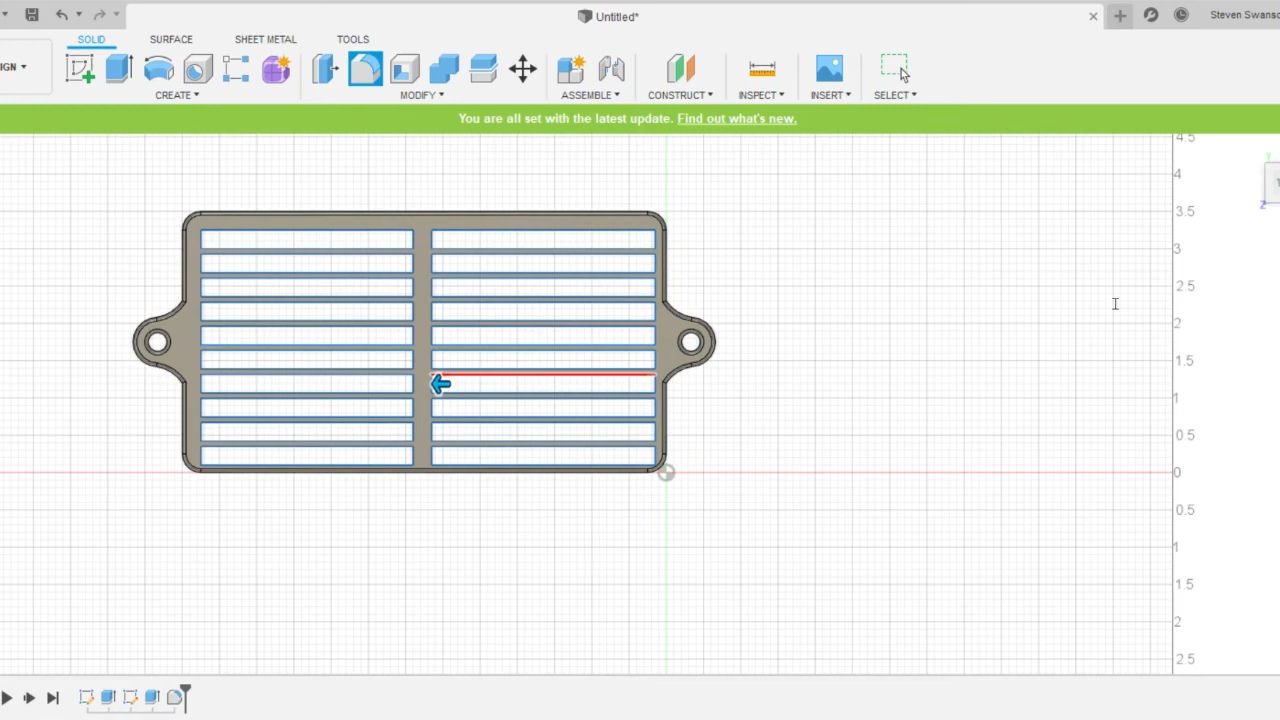 Untitled*
Steven Swanso
IGN
SOLID
SURFACE
SHEET METAL
TOOLS
CREATE
MODIFY
ASSEMBLE
CONSTRUCT
INSPECT
INSERT
SELECT
You are all set with the latest update. Find out what's new.
4.5
4
3.5
3
2.5
2
1.5
1
0.5
0
0.5
1
1.5
2
2.5
Y
Z